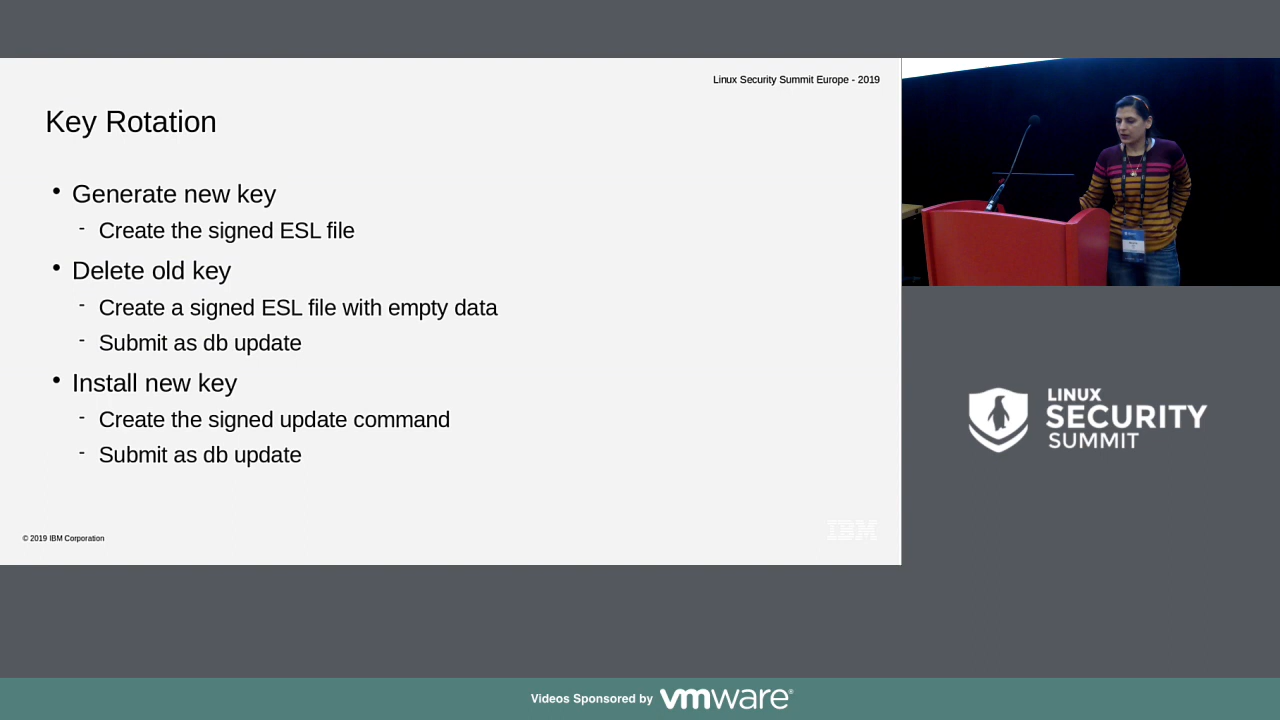 Linux Security Summit Europe - 2019
Key Rotation
• Generate new key
- Create the signed ESL file
• Delete old key
- Create a signed ESL file with empty data
- Submit as db update
• Install new key
- Create the signed update command
- Submit as db update
© 2019 IBM Corporation
IBM
LINUX
SECURITY
SUMMIT
Videos Sponsored by vmware®